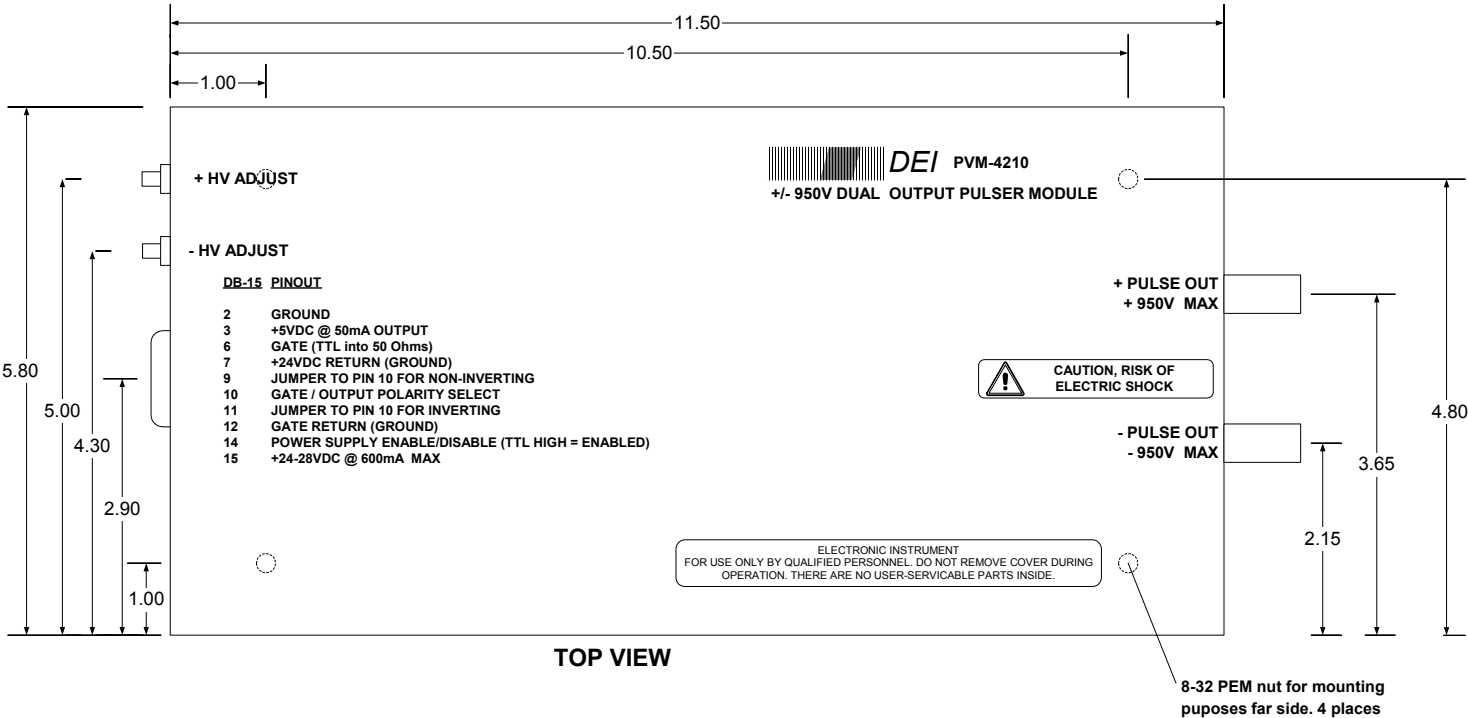 11.50
10.50
1.00
DEI PVM-4210
+/- 950V DUAL OUTPUT PULSER MODULE
+ HV ADJUST
- HV ADJUST
DB-15 PINOUT
2 GROUND
3 +5VDC @ 50mA OUTPUT
6 GATE (TTL into 50 Ohms)
7 +24VDC RETURN (GROUND)
9 JUMPER TO PIN 10 FOR NON-INVERTING
10 GATE / OUTPUT POLARITY SELECT
11 JUMPER TO PIN 10 FOR INVERTING
12 GATE RETURN (GROUND)
14 POWER SUPPLY ENABLE/DISABLE (TTL HIGH = ENABLED)
15 +24-28VDC @ 600mA MAX
+ PULSE OUT
+ 950V MAX
CAUTION, RISK OF
ELECTRIC SHOCK
- PULSE OUT
- 950V MAX
5.80
5.00
4.30
2.90
1.00
4.80
3.65
2.15
ELECTRONIC INSTRUMENT
FOR USE ONLY BY QUALIFIED PERSONNEL. DO NOT REMOVE COVER DURING
OPERATION. THERE ARE NO USER-SERVICABLE PARTS INSIDE.
TOP VIEW
8-32 PEM nut for mounting
puposes far side. 4 places